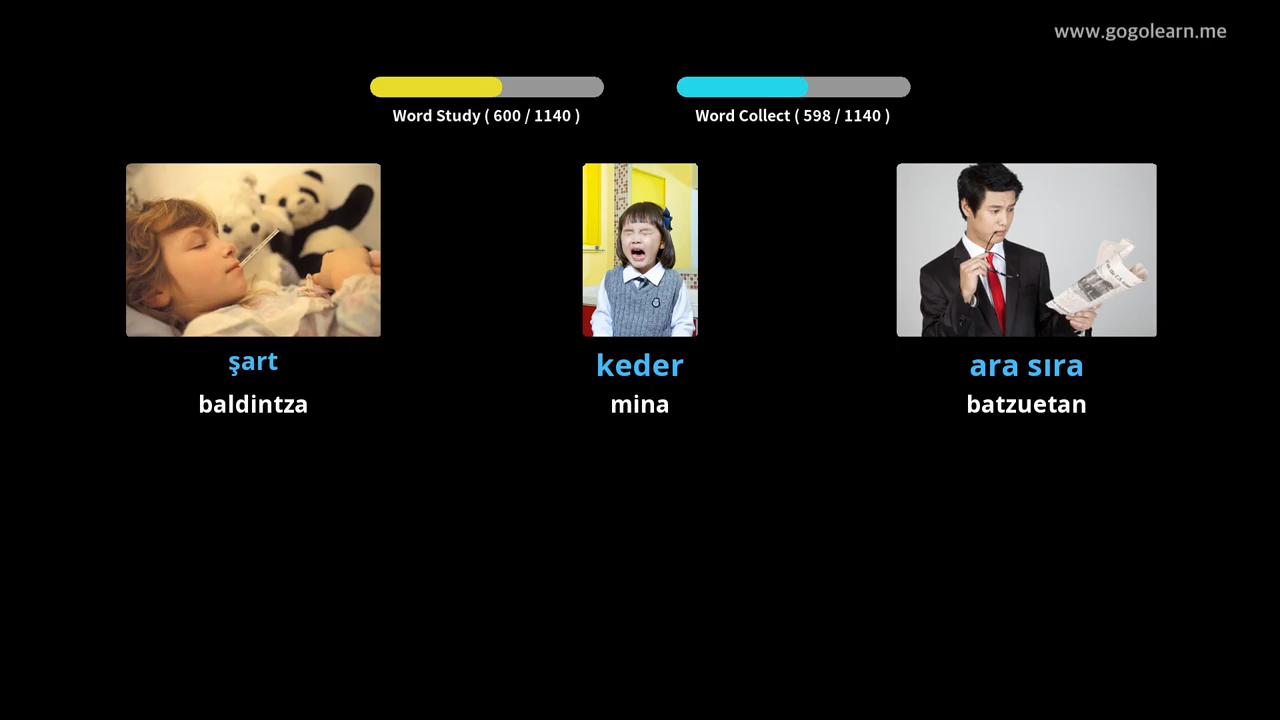 www.gogolearn.me
Word Study ( 600 / 1140 )
Word Collect ( 598 / 1140 )
şart
keder
ara sıra
baldintza
mina
batzuetan